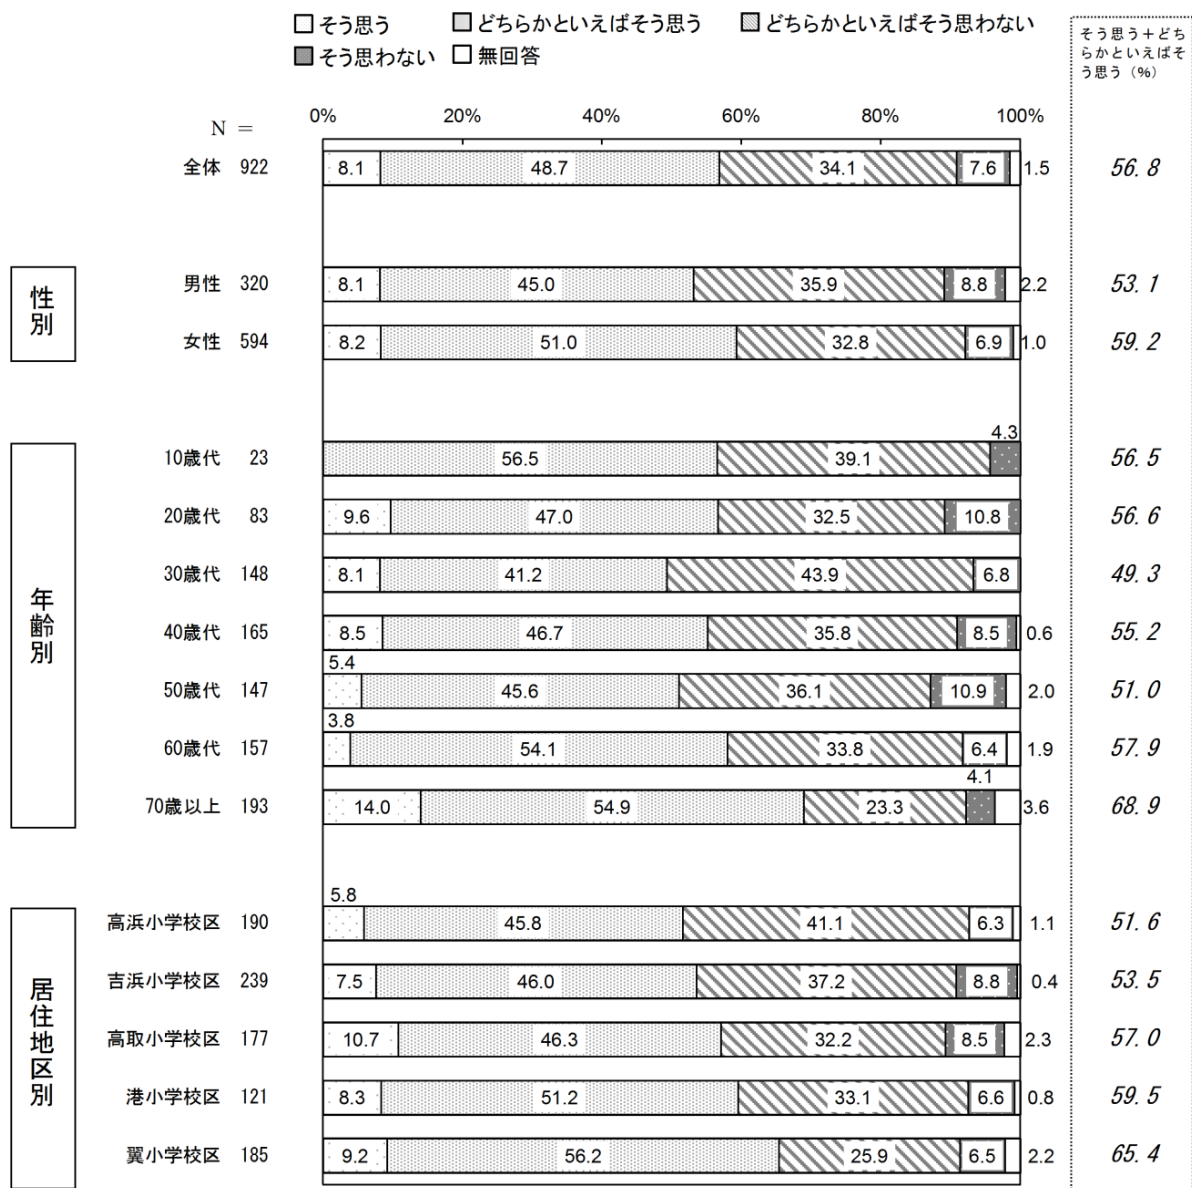 そう思う どちらかといえばそう思う どちらかといえばそう思わない
そう思わない 無回答
そう思う＋どち
らかといえばそ
う思う（%）
0% 20% 40% 60% 80% 100%
N ＝
全体 922 8.1 48.7 34.1 7.6 1.5 56.8
性別
男性 320 8.1 45.0 35.9 8.8 2.2 53.1
女性 594 8.2 51.0 32.8 6.9 1.0 59.2
年齢別
4.3
10歳代 23 56.5 39.1 56.5
20歳代 83 9.6 47.0 32.5 10.8 56.6
30歳代 148 8.1 41.2 43.9 6.8 49.3
40歳代 165 8.5 46.7 35.8 8.5 0.6 55.2
5.4
50歳代 147 45.6 36.1 10.9 2.0 51.0
3.8
60歳代 157 54.1 33.8 6.4 1.9 57.9
4.1
70歳以上 193 14.0 54.9 23.3 3.6 68.9
居住地区別
5.8
高浜小学校区 190 45.8 41.1 6.3 1.1 51.6
吉浜小学校区 239 7.5 46.0 37.2 8.8 0.4 53.5
高取小学校区 177 10.7 46.3 32.2 8.5 2.3 57.0
港小学校区 121 8.3 51.2 33.1 6.6 0.8 59.5
翼小学校区 185 9.2 56.2 25.9 6.5 2.2 65.4